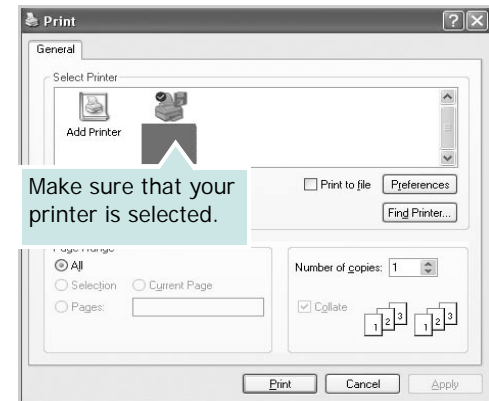 Print
General
Select Printer
Add Printer
Make sure that your
printer is selected.
Print to file
Preferences
Find Printer...
Page Range
All
Selection
Current Page
Pages:
Number of copies: 1
Collate
1 2 3
1 2 3
Print
Cancel
Apply